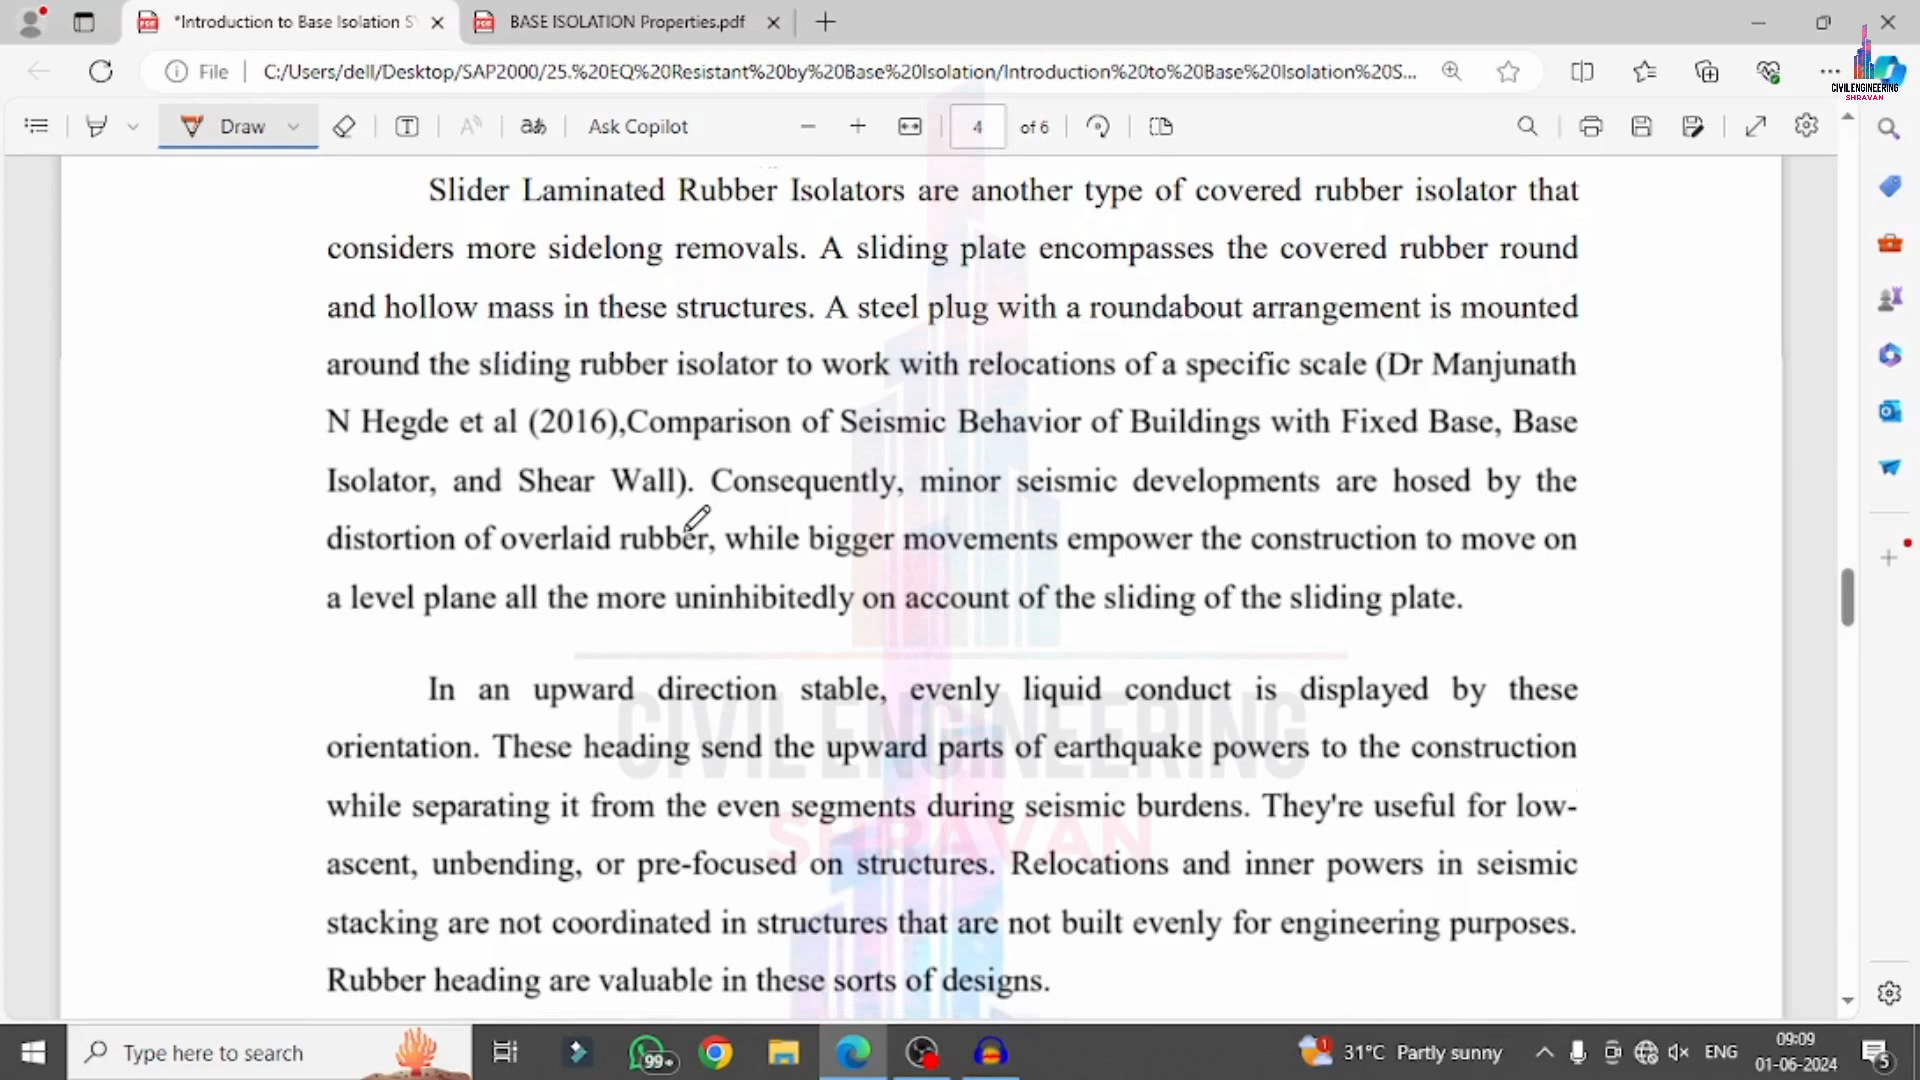 *Introduction to Base Isolation S
BASE ISOLATION Properties.pdf
File
C:/Users/dell/Desktop/SAP2000/25.%20EQ%20Resistant%20by%20Base%20Isolation/Introduction%20to%20Base%20Isolation%20S...
CIVIL ENGINEERING
SHRAVAN
Draw
Ask Copilot
4 of 6
Slider Laminated Rubber Isolators are another type of covered rubber isolator that
considers more sidelong removals. A sliding plate encompasses the covered rubber round
and hollow mass in these structures. A steel plug with a roundabout arrangement is mounted
around the sliding rubber isolator to work with relocations of a specific scale (Dr Manjunath
N Hegde et al (2016),Comparison of Seismic Behavior of Buildings with Fixed Base, Base
Isolator, and Shear Wall). Consequently, minor seismic developments are hosed by the
distortion of overlaid rubber, while bigger movements empower the construction to move on
a level plane all the more uninhibitedly on account of the sliding of the sliding plate.
In an upward direction stable, evenly liquid conduct is displayed by these
orientation. These heading send the upward parts of earthquake powers to the construction
while separating it from the even segments during seismic burdens. They're useful for low-
ascent, unbending, or pre-focused on structures. Relocations and inner powers in seismic
stacking are not coordinated in structures that are not built evenly for engineering purposes.
Rubber heading are valuable in these sorts of designs.
CIVIL ENGINEERING
SHRAVAN
Type here to search
99+
31°C Partly sunny
ENG
09:09
01-06-2024
5